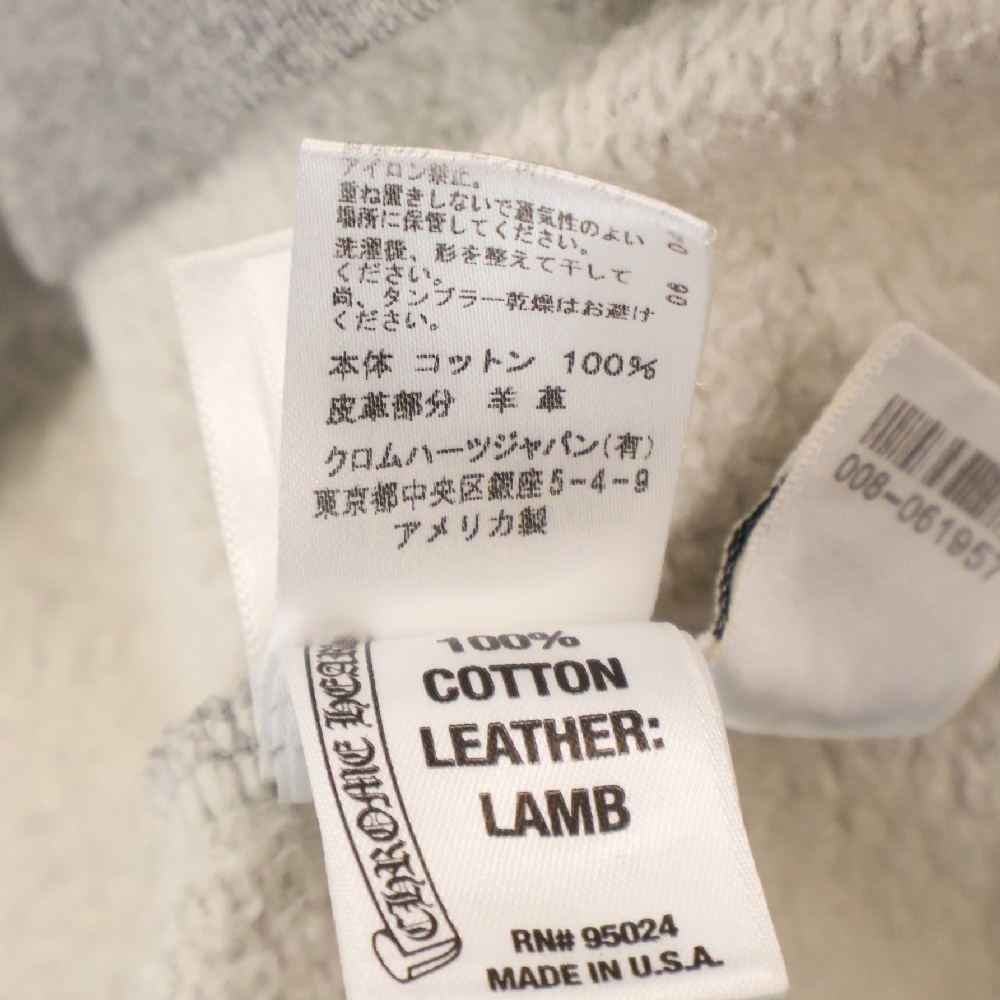 アイロン禁止。
重ね置きしないで通気性のよい
場所に保管してください。
洗濯後、形を整えて干して
ください。
尚、タンブラー乾燥はお避け
ください。
本体 コットン 100%
皮革部分 羊革
クロムハーツジャパン(有)
東京都中央区銀座5-4-9
アメリカ製
008-061957
100%
COTTON
LEATHER:
LAMB
CHROME HEAR
RN# 95024
MADE IN U.S.A.